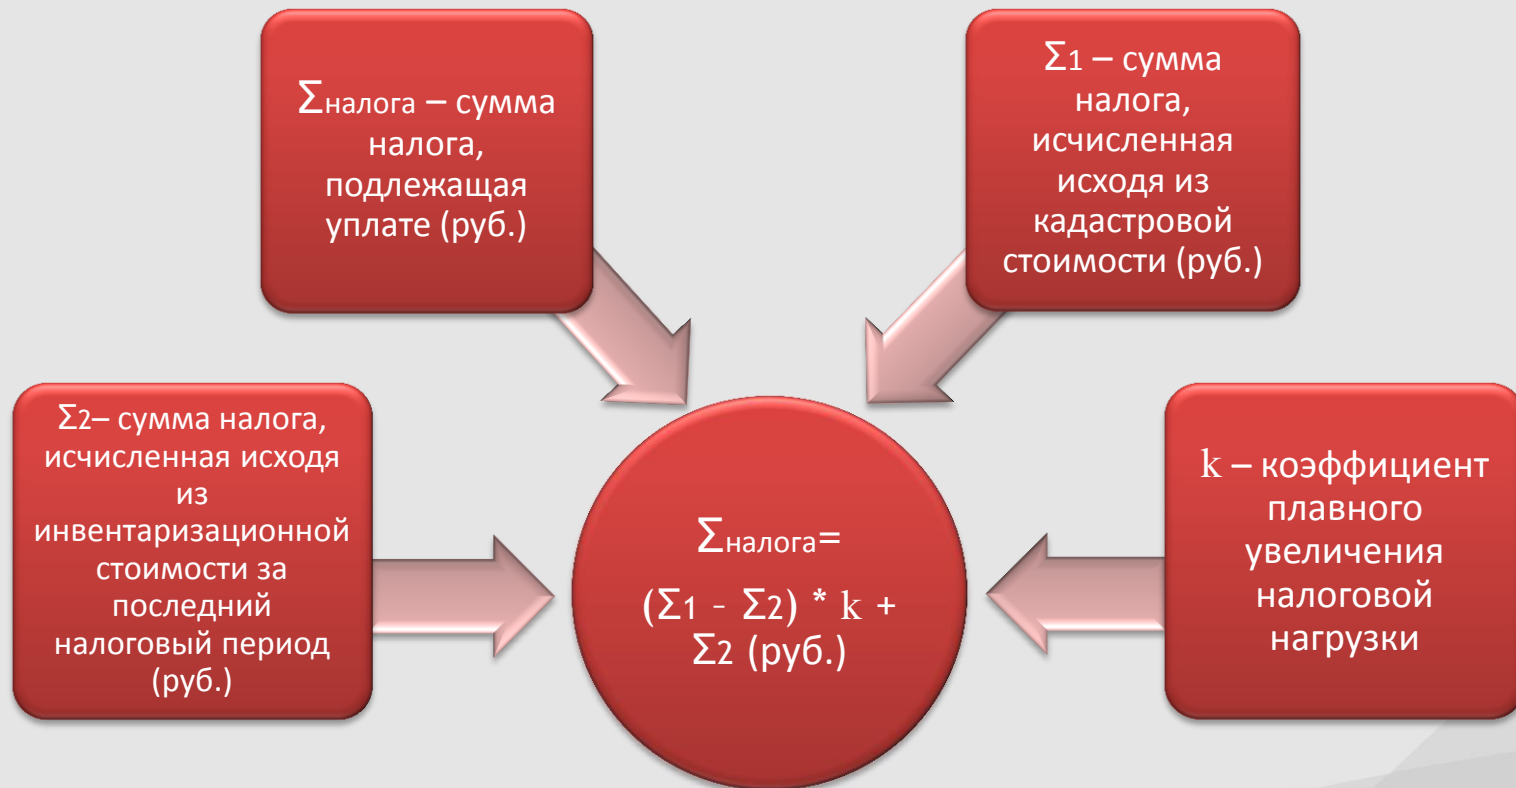 Σналога – сумма
налога,
подлежащая
уплате (руб.)
Σ1 – сумма
налога,
исчисленная
исходя из
кадастровой
стоимости (руб.)
Σ2– сумма налога,
исчисленная исходя
из
инвентаризационной
стоимости за
последний
налоговый период
(руб.)
Σналога=
(Σ1 - Σ2) * k +
Σ2 (руб.)
k – коэффициент
плавного
увеличения
налоговой
нагрузки